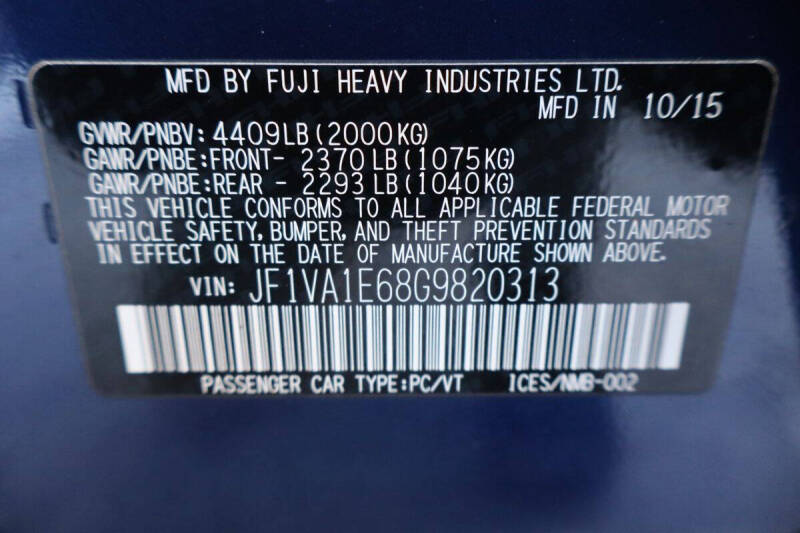 MFD BY FUJI HEAVY INDUSTRIES LTD.
MFD IN 10/15
GVWR/PNBV: 4409LB(2000KG)
GAWR/PNBE:FRONT- 2370LB(1075KG)
GAWR/PNBE:REAR - 2293LB(1040KG)
THIS VEHICLE CONFORMS TO ALL APPLICABLE FEDERAL MOTOR
VEHICLE SAFETY, BUMPER, AND THEFT PREVENTION STANDARDS
IN EFFECT ON THE DATE OF MANUFACTURE SHOWN ABOVE.
VIN: JF1VA1E68G9820313
PASSENGER CAR TYPE:PC/VT ICES/NMB-002